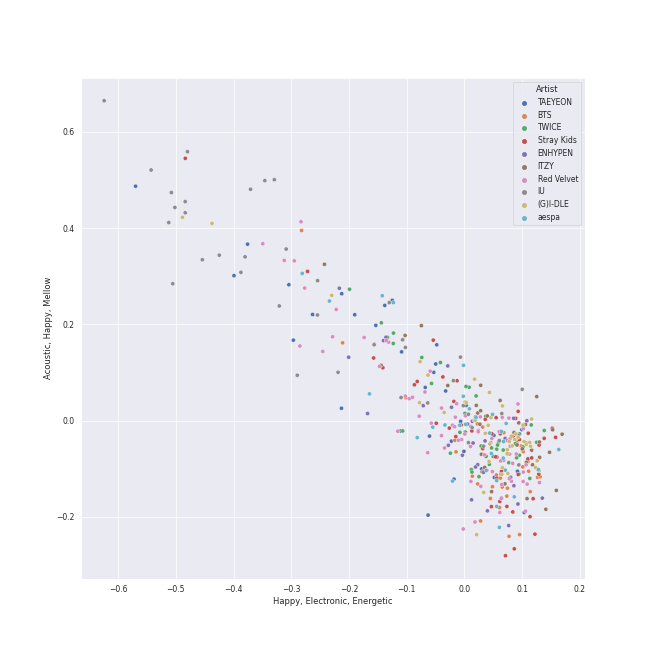 Artist
TAEYEON
BTS
TWICE
Stray Kids
ENHYPEN
ITZY
Red Velvet
IU
(G)I-DLE
aespa
0.6
0.4
0.2
0.0
−0.2
Acoustic, Happy, Mellow
−0.6 −0.5 −0.4 −0.3 −0.2 −0.1 0.0 0.1 0.2
Happy, Electronic, Energetic